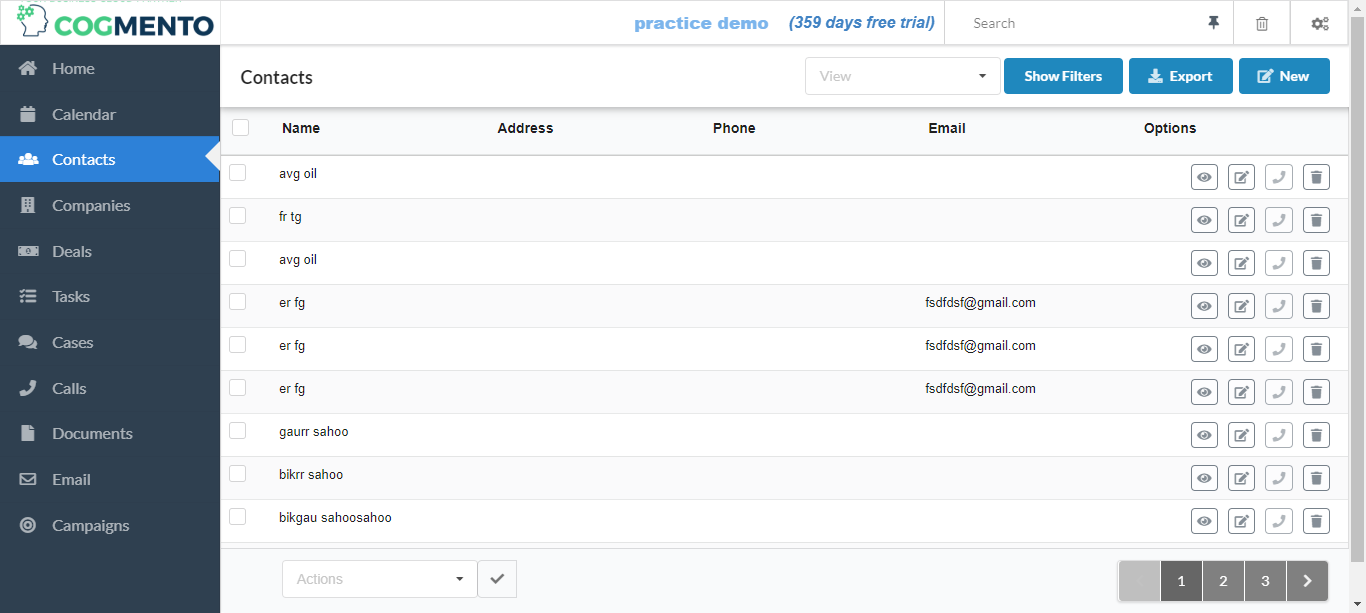 COGMENTO
practice demo (359 days free trial) Search
Home
Calendar
Contacts
Companies
Deals
Tasks
Cases
Calls
Documents
Email
Campaigns
Contacts View Show Filters Export New
Name Address Phone Email Options
avg oil
fr tg
avg oil
er fg fsdfdsf@gmail.com
er fg fsdfdsf@gmail.com
er fg fsdfdsf@gmail.com
gaurr sahoo
bikrr sahoo
bikgau sahoosahoo
Actions 1 2 3